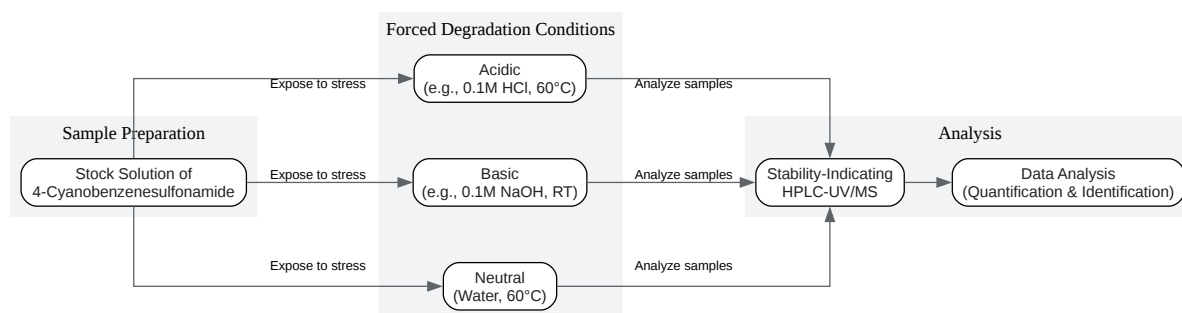 Forced Degradation Conditions
Acidic
(e.g., 0.1M HCl, 60°C)
Expose to stress
Analyze samples
Sample Preparation
Analysis
Stock Solution of
4-Cyanobenzenesulfonamide
Expose to stress
Basic
(e.g., 0.1M NaOH, RT)
Analyze samples
Stability-Indicating
HPLC-UV/MS
Data Analysis
(Quantification & Identification)
Expose to stress
Neutral
(Water, 60°C)
Analyze samples